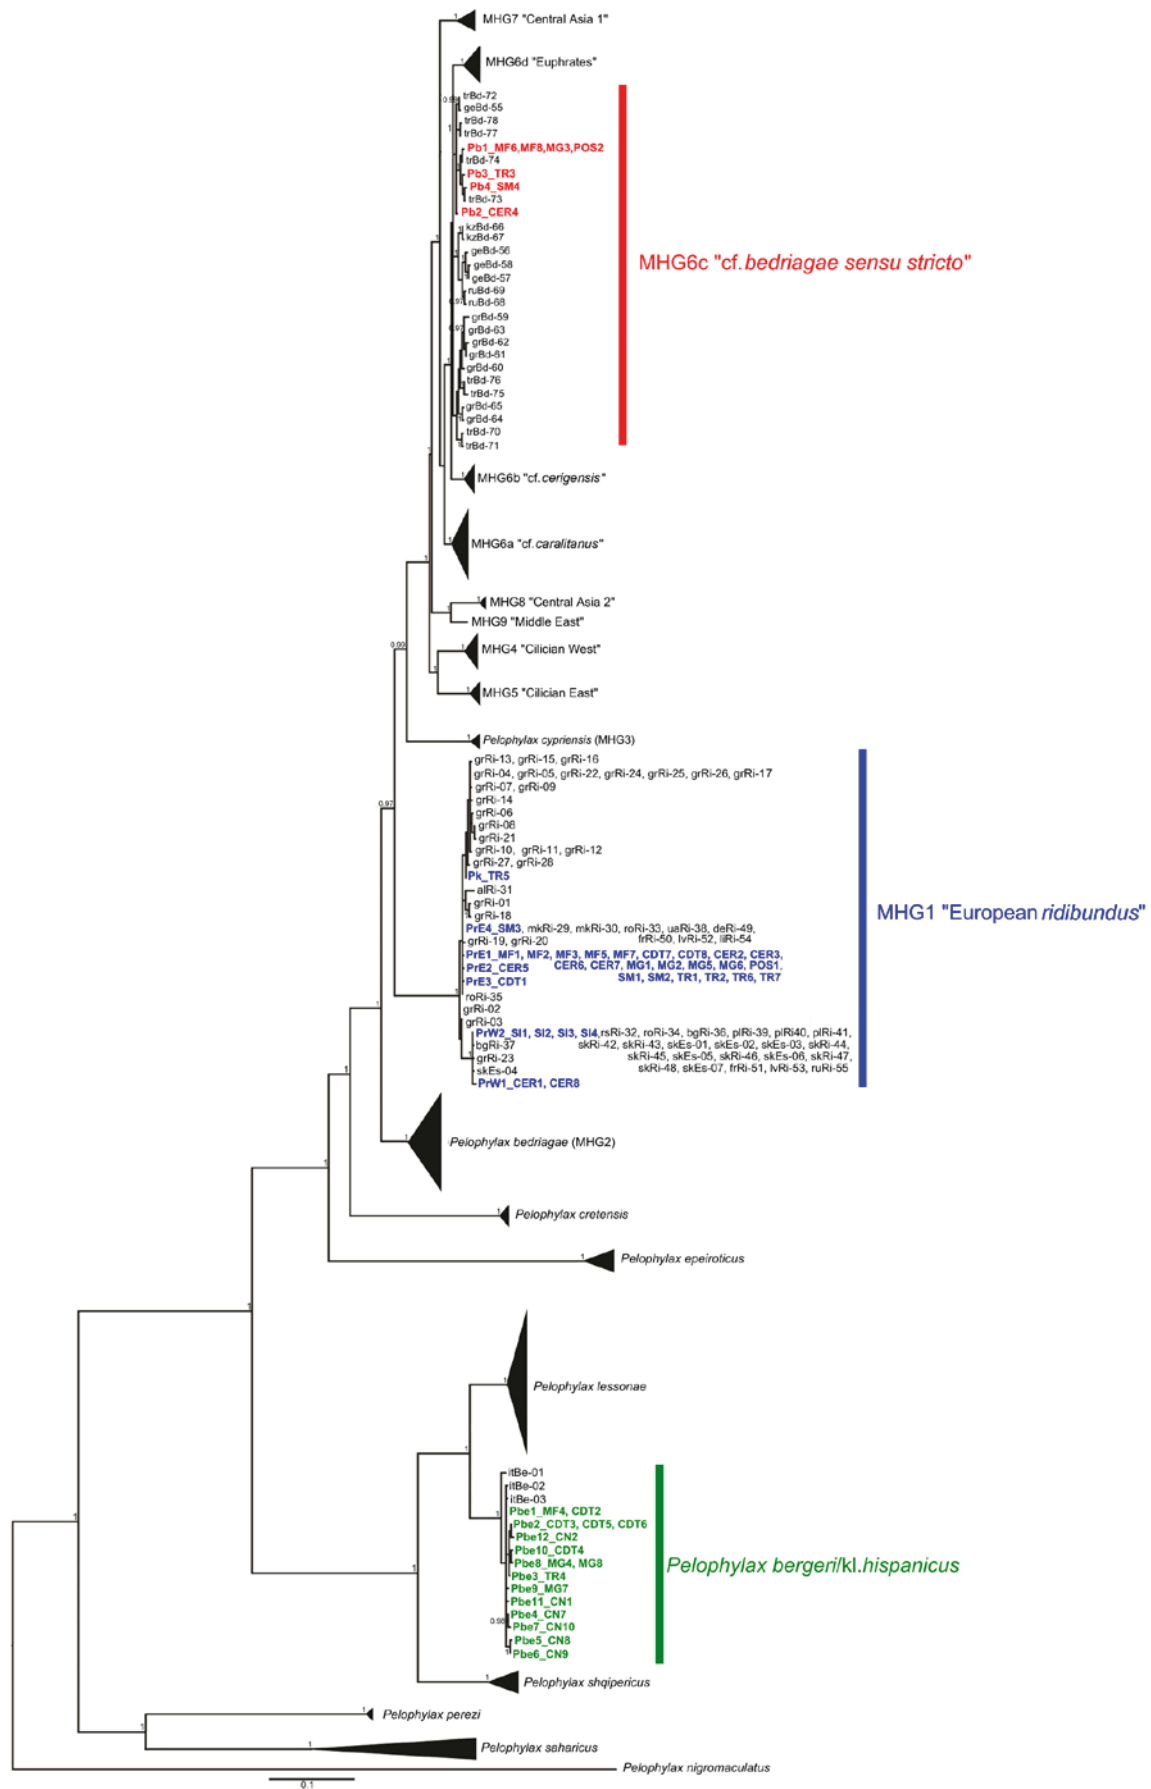 MHG7 "Central Asia 1"
MHG6d "Euphrates"
trBd-72
geBd-55
trBd-78
trBd-77
Pb1_MF6,MF8,MG3,POS2
trBd-74
Pb3_TR3
Pb4_SM4
trBd-73
Pb2_CER4
kzBd-66
kzBd-67
geBd-56
MHG6c "cf. bedriagae sensu stricto"
geBd-58
geBd-57
ruBd-69
ruBd-68
grBd-59
grBd-63
grBd-62
grBd-61
grBd-60
trBd-76
trBd-75
grBd-65
grBd-64
trBd-70
trBd-71
MHG6b "cf. cerigensis"
MHG6a "cf. caralitanus"
MHG8 "Central Asia 2"
MHG9 "Middle East"
MHG4 "Cilician West"
MHG5 "Cilician East"
Pelophylax cypriensis (MHG3)
grRi-13, grRi-15, grRi-16
grRi-04, grRi-05, grRi-22, grRi-24, grRi-25, grRi-26, grRi-17
grRi-07, grRi-09
grRi-14
grRi-06
grRi-08
grRi-21
grRi-10, grRi-11, grRi-12
grRi-27, grRi-28
Pk_TR5
alRi-31
grRi-01
MHG1 "European ridibundus"
grRi-18
PrE4_SM3, mkRi-29, mkRi-30, roRi-33, uaRi-38, deRi-49,
grRi-19, grRi-20 frRi-50, lvRi-52, liRi-54
PrE1_MF1, MF2, MF3, MF5, MF7, CDT7, CDT8, CER2, CER3,
PrE2_CER5 CER6, CER7, MG1, MG2, MG5, MG6, POS1,
PrE3_CDT1 SM1, SM2, TR1, TR2, TR6, TR7
roRi-35
grRi-02
grRi-03
PrW2_SI1, SI2, SI3, SI4,rsRi-32, roRi-34, bgRi-36, plRi-39, plRi40, plRi-41,
bgRi-37 skRi-42, skRi-43, skEs-01, skEs-02, skEs-03, skRi-44,
grRi-23 skRi-45, skEs-05, skRi-46, skEs-06, skRi-47,
skEs-04 skRi-48, skEs-07, frRi-51, lvRi-53, ruRi-55
PrW1_CER1, CER8
Pelophylax bedriagae (MHG2)
Pelophylax cretensis
Pelophylax epeiroticus
Pelophylax lessonae
itBe-01
itBe-02
itBe-03
Pbe1_MF4, CDT2
Pbe2_CDT3, CDT5, CDT6
Pbe12_CN2
Pbe10_CDT4
Pbe8_MG4, MG8
Pelophylax bergeri/kl.hispanicus
Pbe3_TR4
Pbe9_MG7
Pbe11_CN1
Pbe4_CN7
0.98
Pbe7_CN10
Pbe5_CN8
Pbe6_CN9
Pelophylax shqipericus
Pelophylax perezi
Pelophylax saharicus
Pelophylax nigromaculatus
0.1